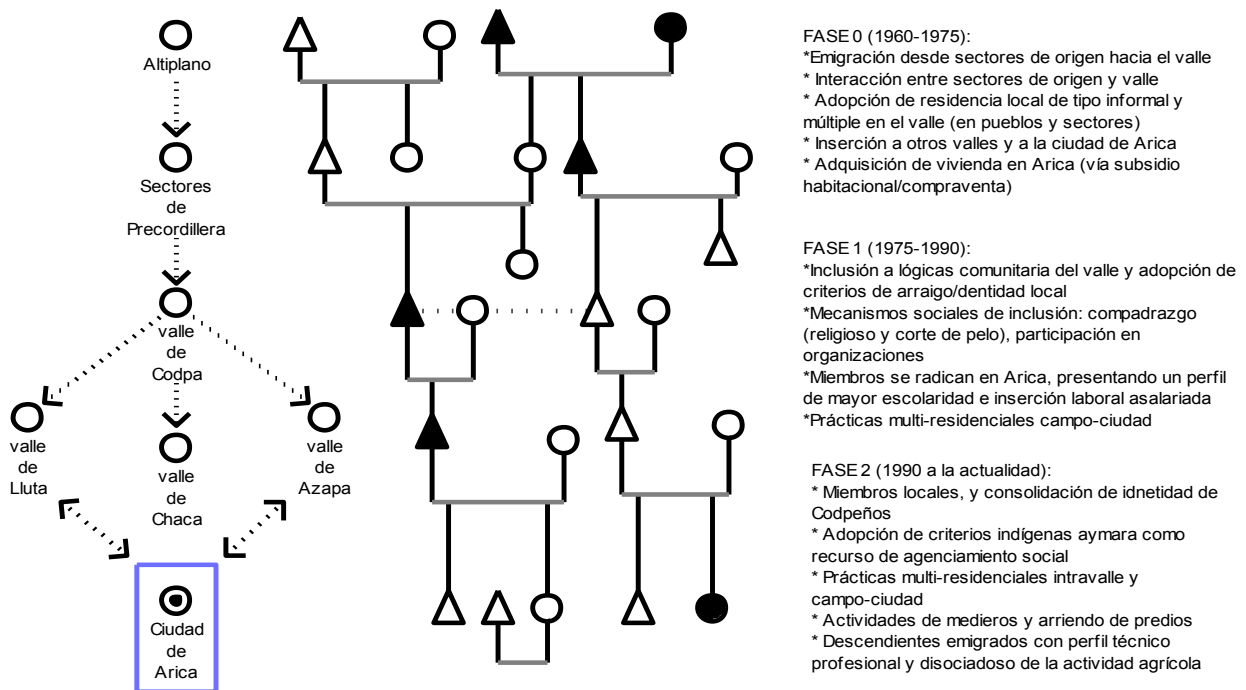 Altiplano
Sectores
de
Precordillera
valle
de
Codpa
valle
de
Lluta
valle
de
Chaca
valle
de
Azapa
Ciudad
de
Arica
FASE 0 (1960-1975):
*Emigración desde sectores de origen hacia el valle
* Interacción entre sectores de origen y valle
* Adopción de residencia local de tipo informal y
múltiple en el valle (en pueblos y sectores)
* Inserción a otros valles y a la ciudad de Arica
* Adquisición de vivienda en Arica (vía subsidio
habitacional/compraventa)
FASE 1 (1975-1990):
*Inclusión a lógicas comunitaria del valle y adopción de
criterios de arraigo/dentidad local
*Mecanismos sociales de inclusión: compadrazgo
(religioso y corte de pelo), participación en
organizaciones
*Miembros se radican en Arica, presentando un perfil
de mayor escolaridad e inserción laboral asalariada
*Prácticas multi-residenciales campo-ciudad
FASE 2 (1990 a la actualidad):
* Miembros locales, y consolidación de idnetidad de
Codpeños
* Adopción de criterios indígenas aymara como
recurso de agenciamiento social
* Prácticas multi-residenciales intravalle y
campo-ciudad
* Actividades de medieros y arriendo de predios
* Descendientes emigrados con perfil técnico
profesional y disociadoso de la actividad agrícola